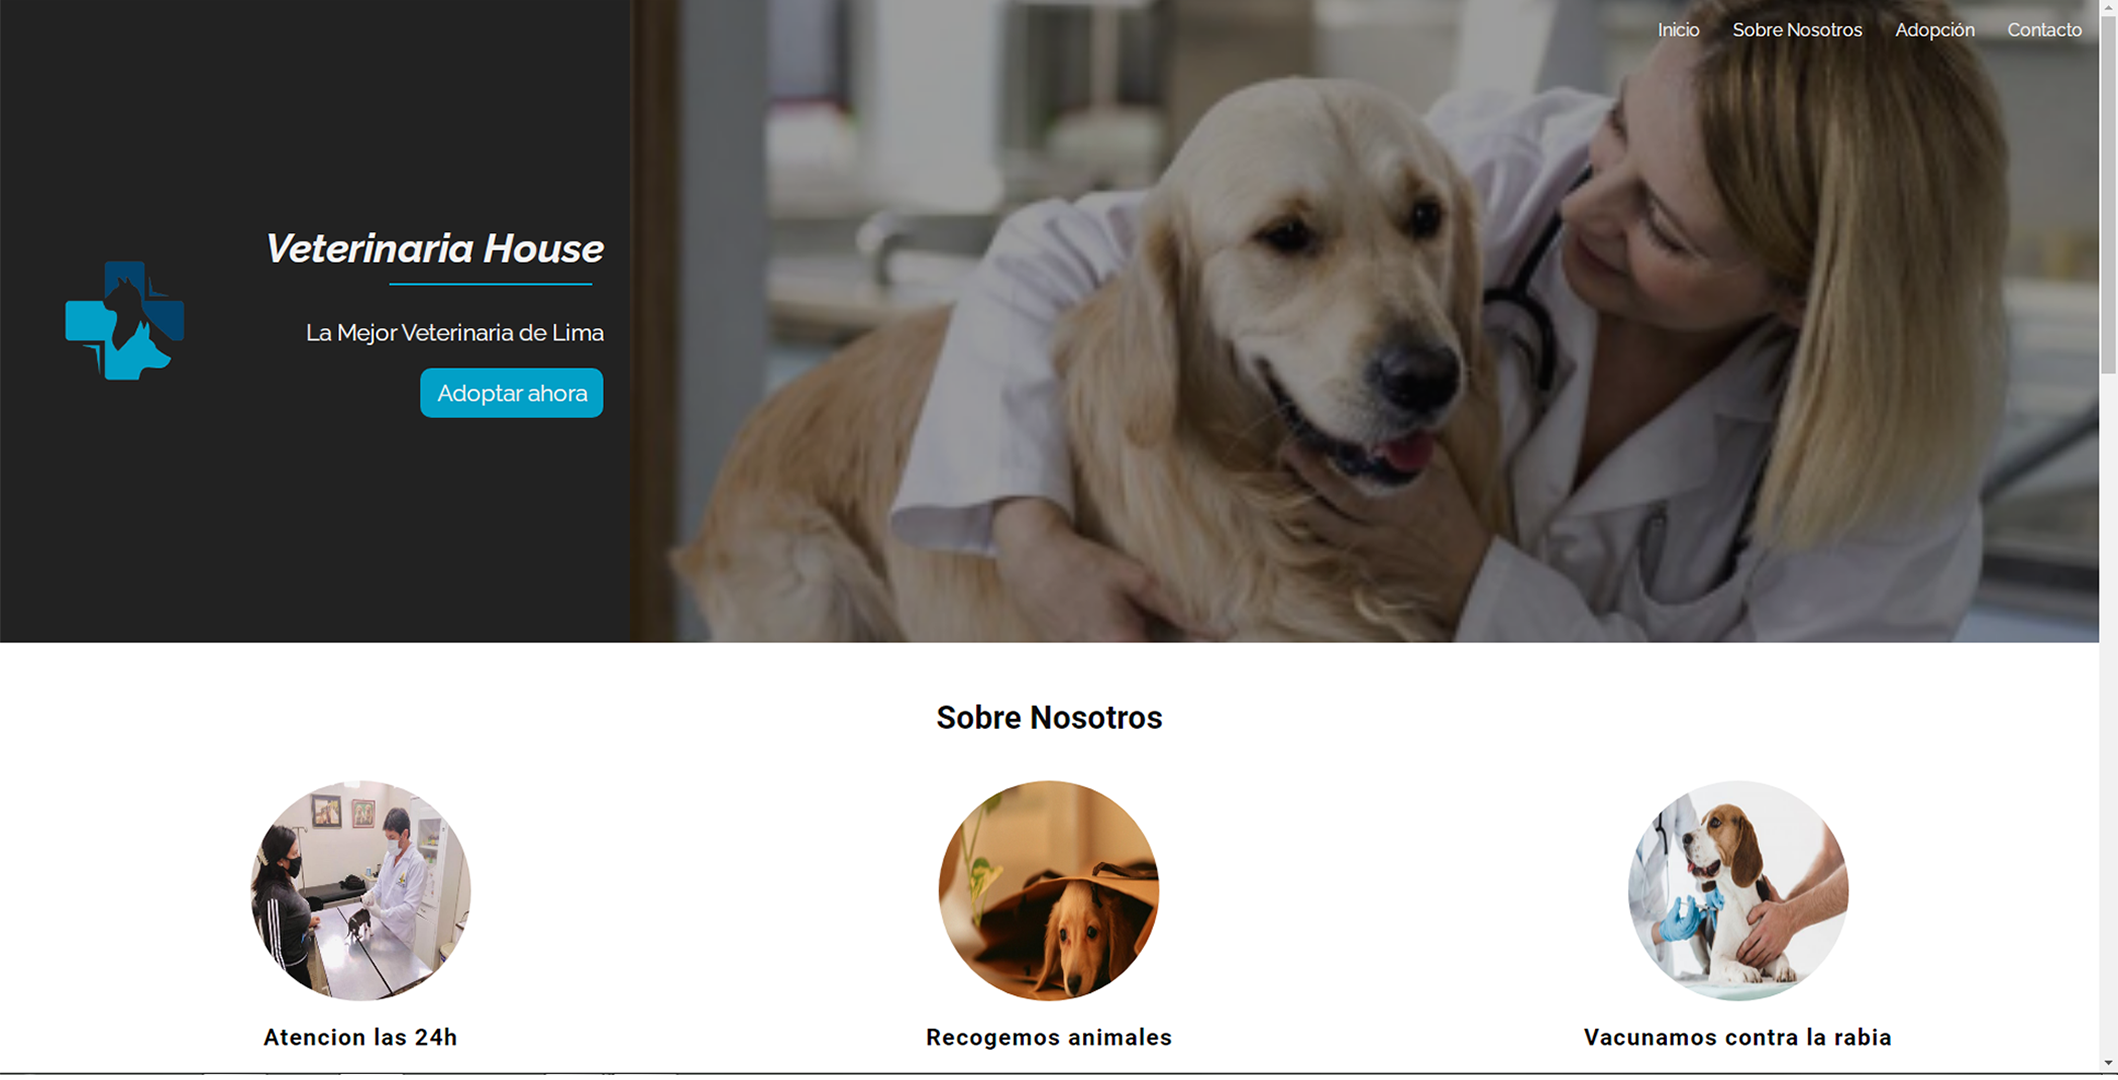 Inicio Sobre Nosotros Adopción Contacto
Veterinaria House
La Mejor Veterinaria de Lima
Adoptar ahora
Sobre Nosotros
Atencion las 24h
Recogemos animales
Vacunamos contra la rabia